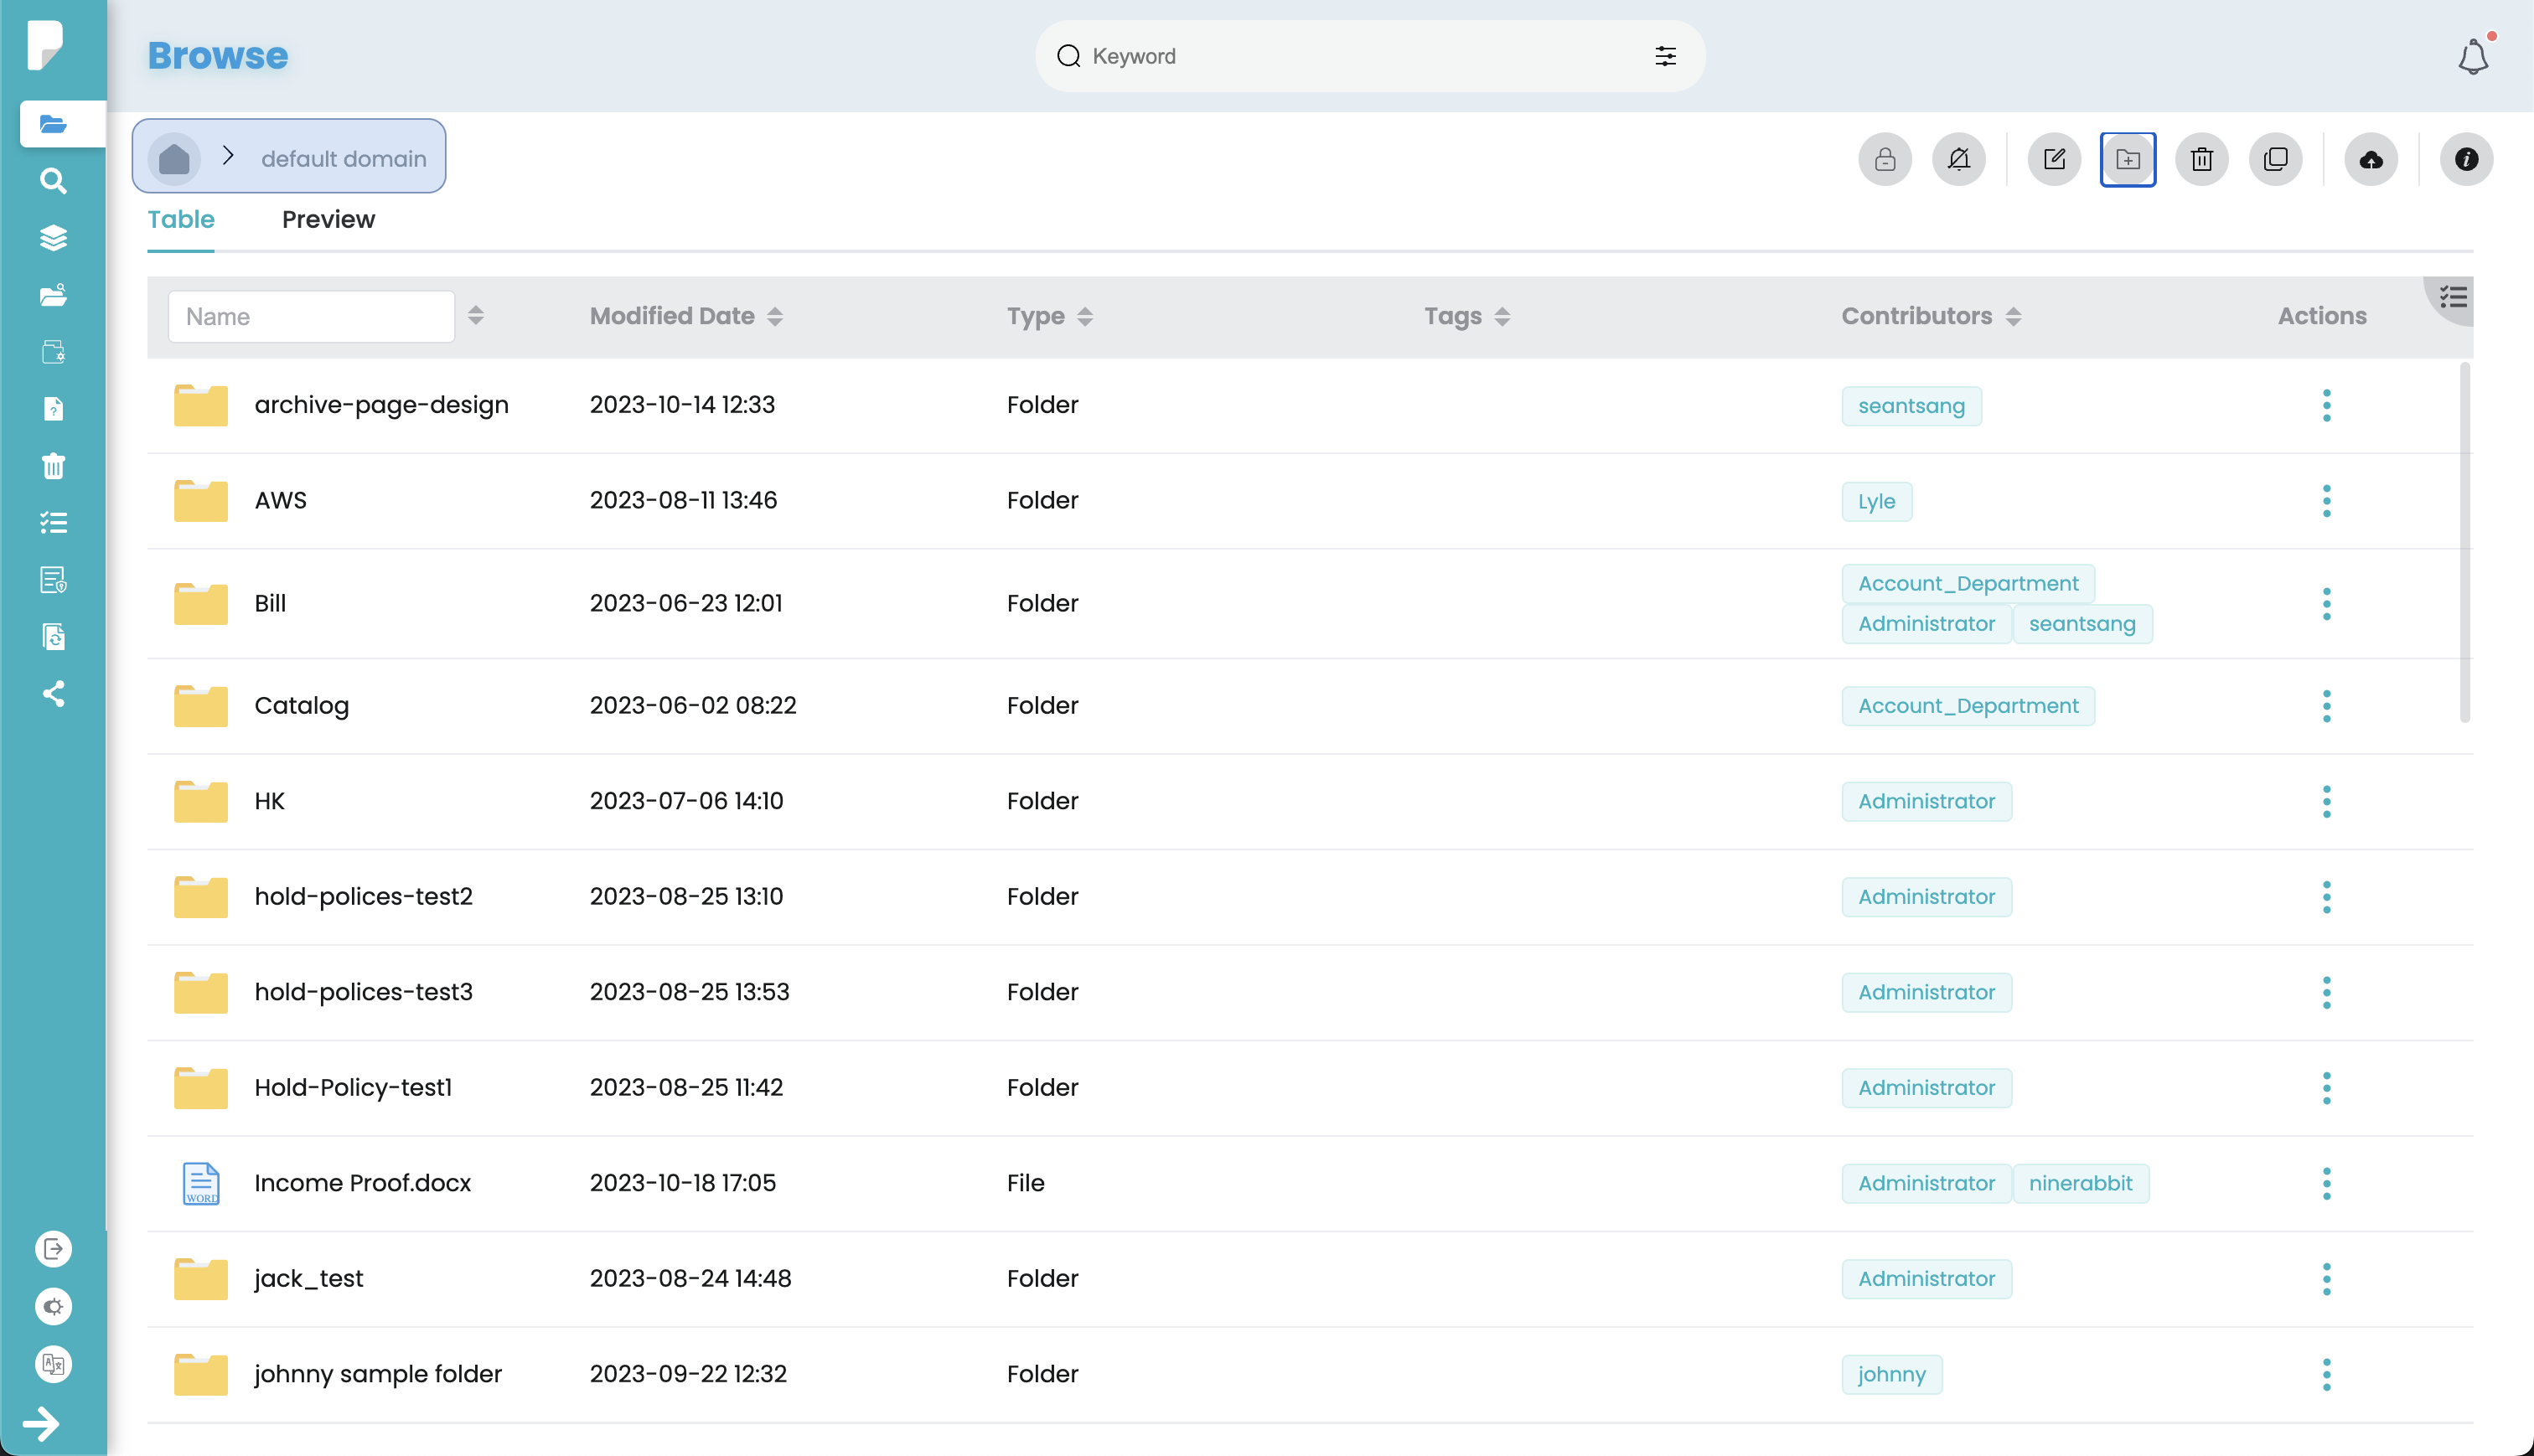 Browse
Keyword
default domain
Table Preview
Name Modified Date Type Tags Contributors Actions
archive-page-design 2023-10-14 12:33 Folder seantsang
AWS 2023-08-11 13:46 Folder Lyle
Account_Department
Bill 2023-06-23 12:01 Folder
Administrator seantsang
Catalog 2023-06-02 08:22 Folder Account_Department
HK 2023-07-06 14:10 Folder Administrator
hold-polices-test2 2023-08-25 13:10 Folder Administrator
hold-polices-test3 2023-08-25 13:53 Folder Administrator
Hold-Policy-test1 2023-08-25 11:42 Folder Administrator
WORD Income Proof.docx 2023-10-18 17:05 File Administrator ninerabbit
jack_test 2023-08-24 14:48 Folder Administrator
johnny sample folder 2023-09-22 12:32 Folder johnny